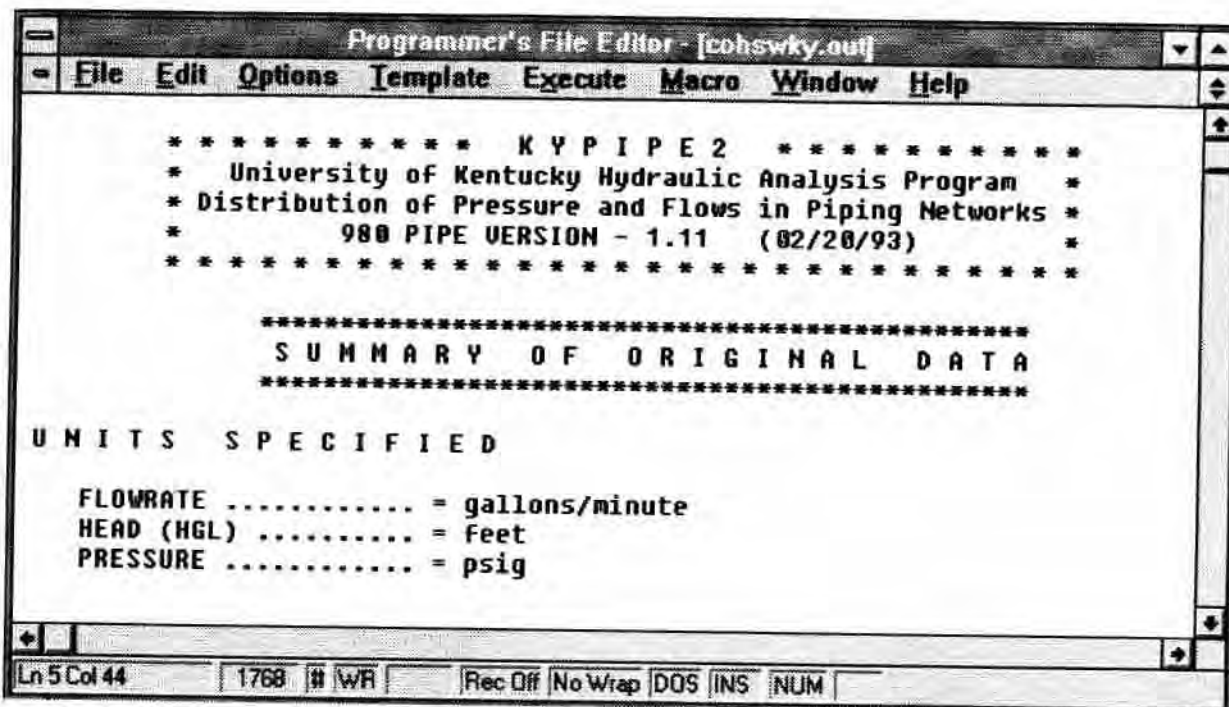 Programmer's File Editor - [cohswky.out]
File Edit Options Template Execute Macro Window Help
* * * * * * * * * * K Y P I P E 2 * * * * * * * * * *
* University of Kentucky Hydraulic Analysis Program *
* Distribution of Pressure and Flows in Piping Networks *
* 980 PIPE VERSION - 1.11 (02/20/93) *
* * * * * * * * * * * * * * * * * * * * * * * * * * * * *
************************************************
S U M M A R Y O F O R I G I N A L D A T A
************************************************
U N I T S S P E C I F I E D
FLOWRATE ............ = gallons/minute
HEAD (HGL) .......... = feet
PRESSURE ............ = psig
Ln 5 Col 44 1768 # WR Rec Off No Wrap DOS INS NUM